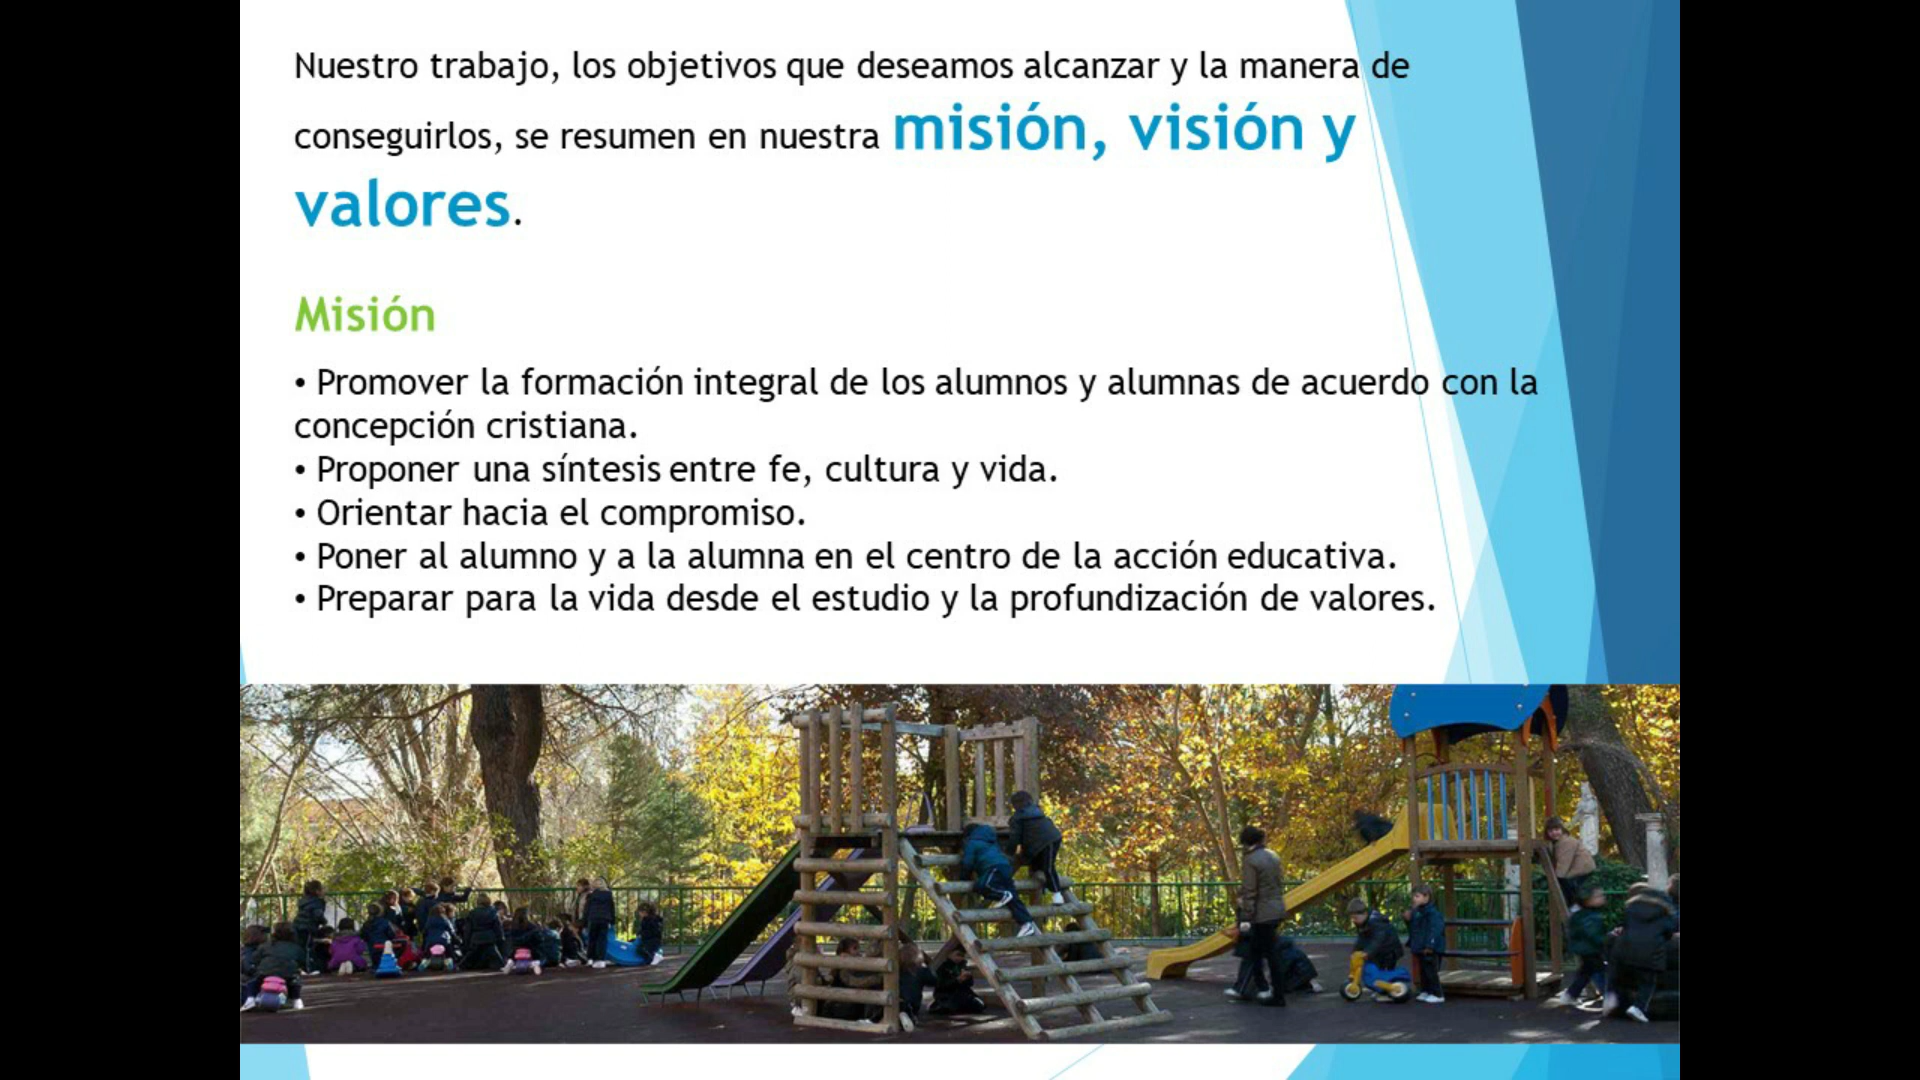 Nuestro trabajo, los objetivos que deseamos alcanzar y la manera de
conseguirlos, se resumen en nuestra misión, visión y
valores.
Misión
• Promover la formación integral de los alumnos y alumnas de acuerdo con la
concepción cristiana.
• Proponer una síntesis entre fe, cultura y vida.
• Orientar hacia el compromiso.
• Poner al alumno y a la alumna en el centro de la acción educativa.
• Preparar para la vida desde el estudio y la profundización de valores.